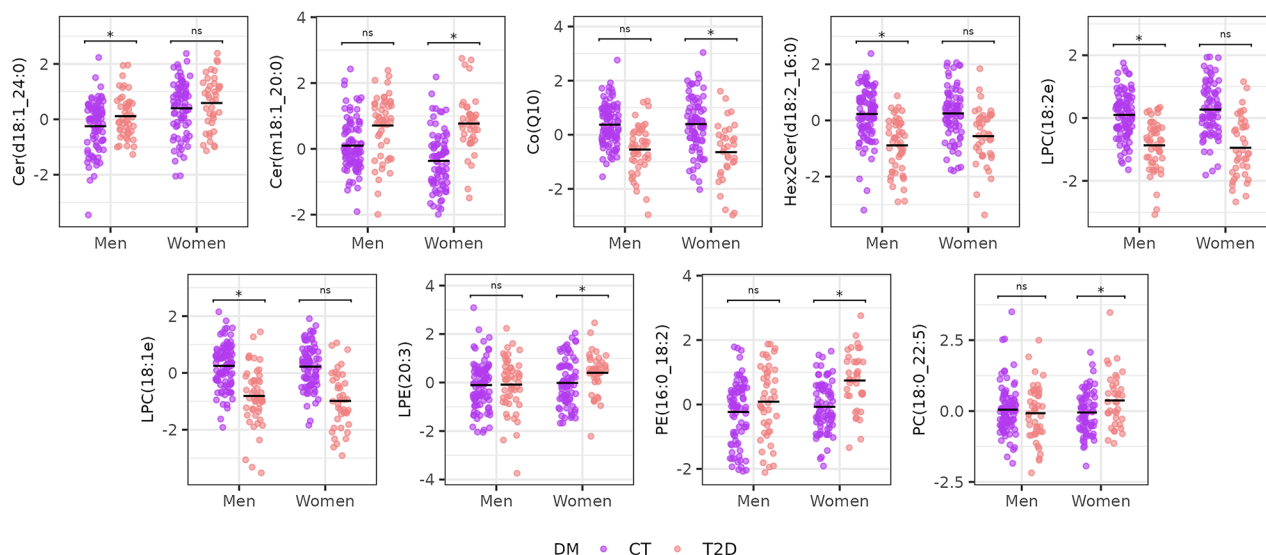 Cer(d18:1_24:0)
2
0
-2
*
ns
Men
Women
Cer(m18:1_20:0)
4
2
0
-2
ns
*
Men
Women
Co(Q10)
4
2
0
-2
ns
*
Men
Women
Hex2Cer(d18:2_16:0)
2
0
-2
*
ns
Men
Women
LPC(18:2e)
2
0
-2
*
ns
Men
Women
LPC(18:1e)
2
0
-2
*
ns
Men
Women
LPE(20:3)
4
2
0
-2
-4
ns
*
Men
Women
PE(16:0_18:2)
4
2
0
-2
ns
*
Men
Women
PC(18:0_22:5)
2.5
0.0
-2.5
ns
*
Men
Women
DM CT T2D